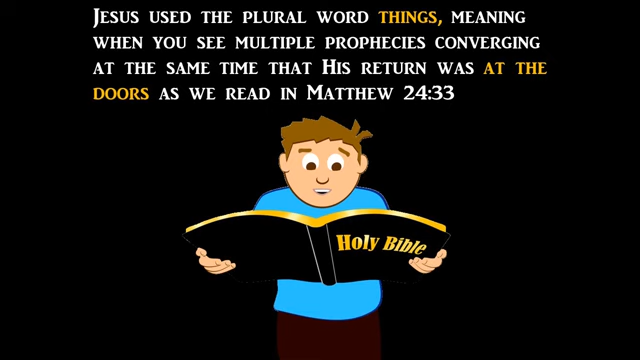 Jesus used the plural word things, meaning
when you see multiple prophecies converging
at the same time that His return was at the
doors as we read in Matthew 24:33
Holy Bible